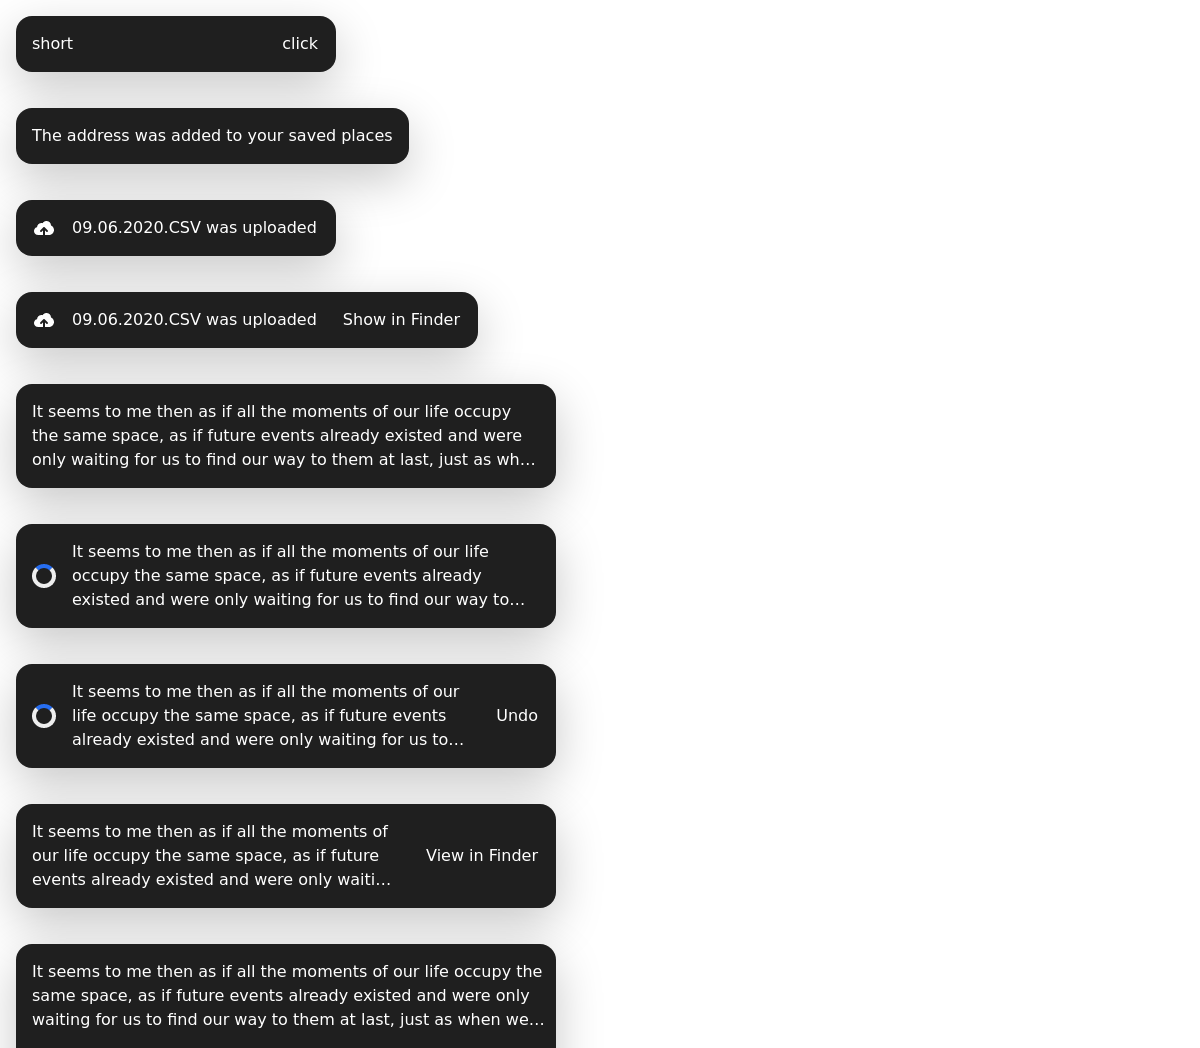 short click
The address was added to your saved places
09.06.2020.CSV was uploaded
09.06.2020.CSV was uploaded Show in Finder
It seems to me then as if all the moments of our life occupy
the same space, as if future events already existed and were
only waiting for us to find our way to them at last, just as wh…
It seems to me then as if all the moments of our life
occupy the same space, as if future events already
existed and were only waiting for us to find our way to…
It seems to me then as if all the moments of our
life occupy the same space, as if future events
already existed and were only waiting for us to…
Undo
It seems to me then as if all the moments of
our life occupy the same space, as if future
events already existed and were only waiti…
View in Finder
It seems to me then as if all the moments of our life occupy the
same space, as if future events already existed and were only
waiting for us to find our way to them at last, just as when we…